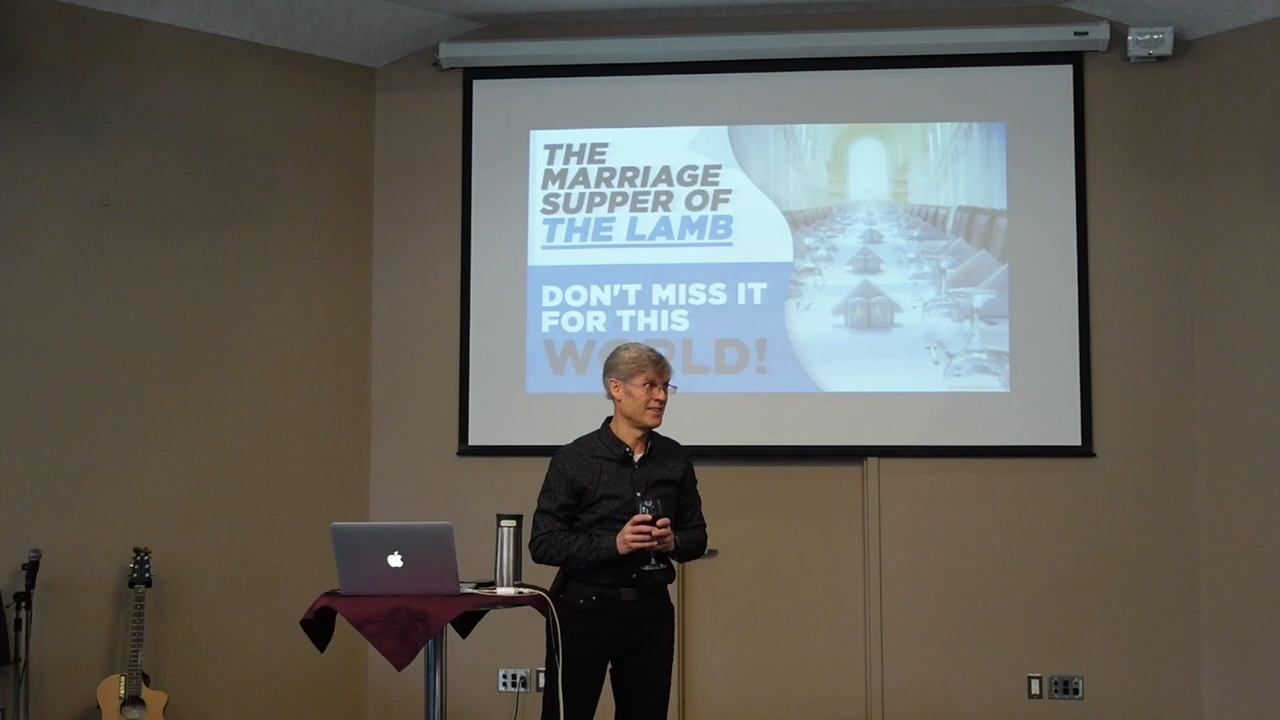 THE
MARRIAGE
SUPPER OF
THE LAMB
DON'T MISS IT
FOR THIS
WORLD!